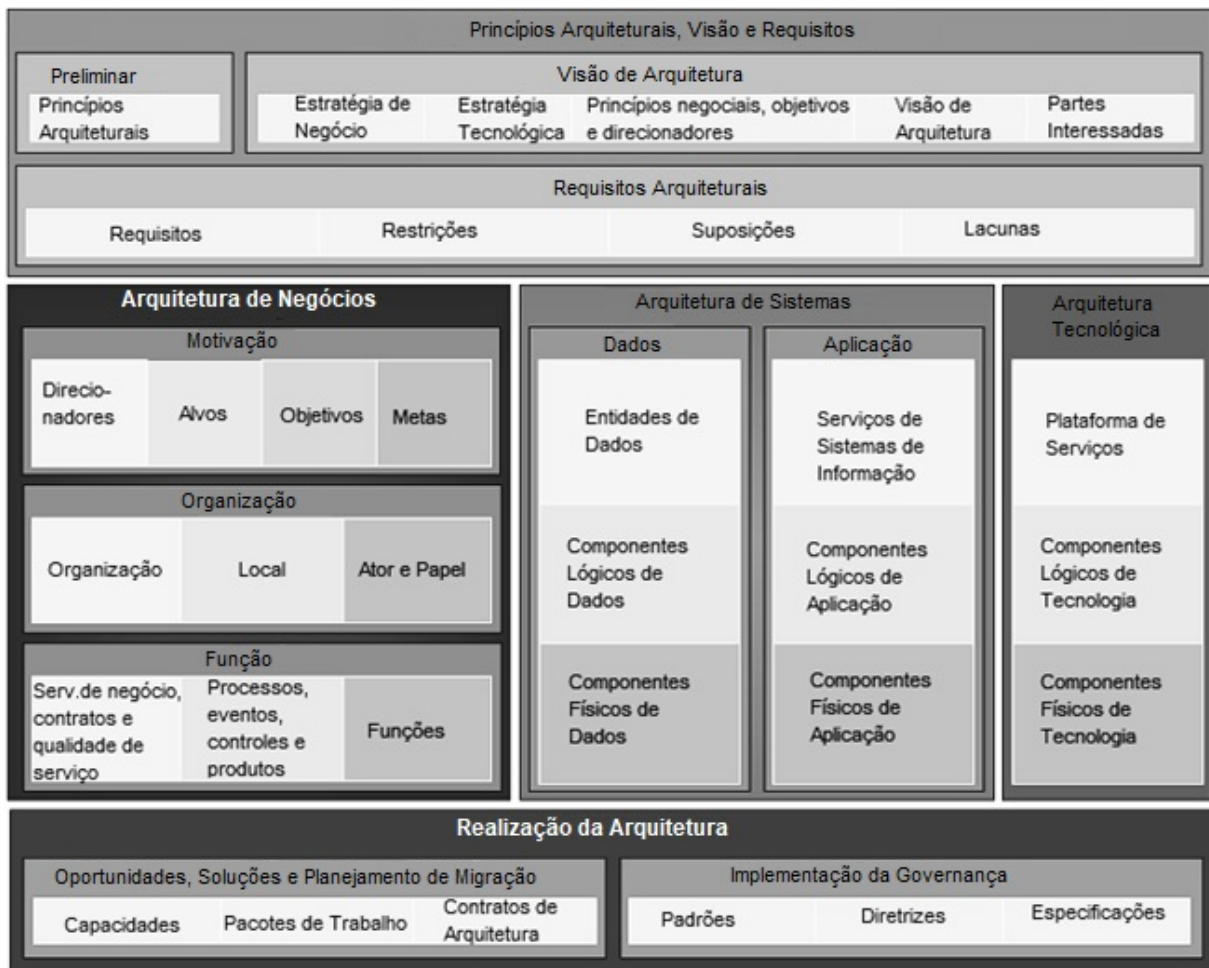 Princípios Arquiteturais, Visão e Requisitos
Preliminar
Princípios
Arquiteturais
Visão de Arquitetura
Estratégia de
Negócio
Estratégia
Tecnológica
Princípios negociais, objetivos
e direcionadores
Visão de
Arquitetura
Partes
Interessadas
Requisitos Arquiteturais
Requisitos
Restrições
Suposições
Lacunas
Arquitetura de Negócios
Motivação
Direcio-
nadores
Alvos
Objetivos
Metas
Organização
Organização
Local
Ator e Papel
Função
Serv.de negócio,
contratos e
qualidade de
serviço
Processos,
eventos,
controles e
produtos
Funções
Arquitetura de Sistemas
Dados
Entidades de
Dados
Componentes
Lógicos de
Dados
Componentes
Físicos de
Dados
Aplicação
Serviços de
Sistemas de
Informação
Componentes
Lógicos de
Aplicação
Componentes
Físicos de
Aplicação
Arquitetura
Tecnológica
Plataforma de
Serviços
Componentes
Lógicos de
Tecnologia
Componentes
Físicos de
Tecnologia
Realização da Arquitetura
Oportunidades, Soluções e Planejamento de Migração
Capacidades
Pacotes de Trabalho
Contratos de
Arquitetura
Implementação da Governança
Padrões
Diretrizes
Especificações